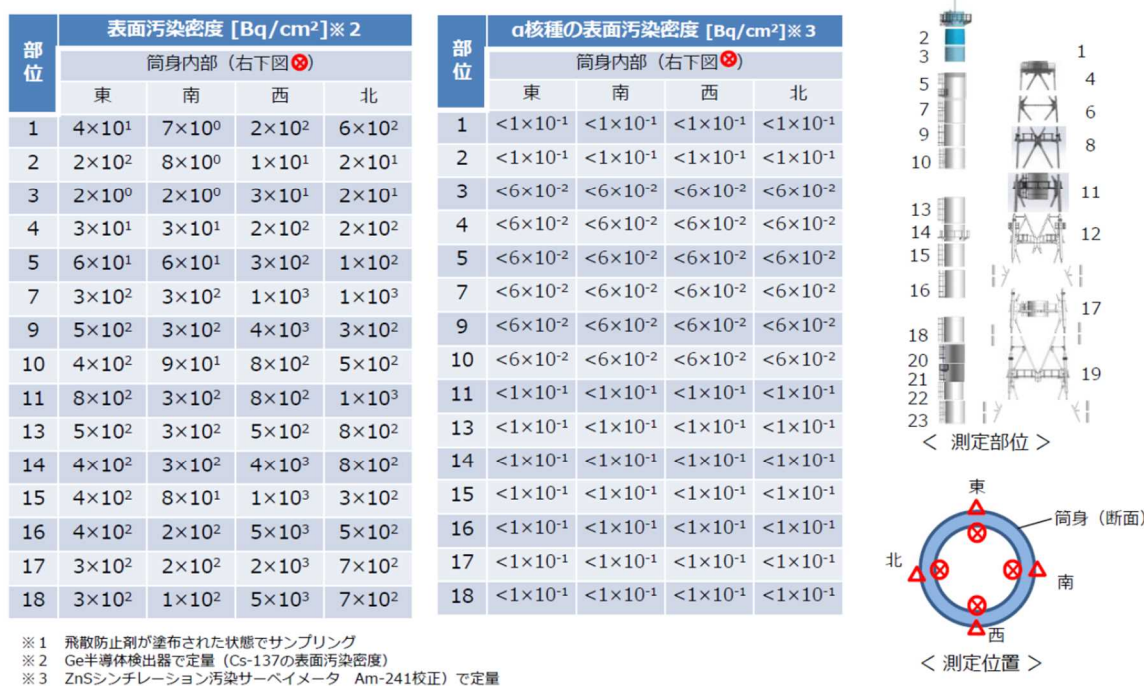 部位 表面汚染密度 [Bq/cm²]※2
筒身内部（右下図⊗）
東 南 西 北
1 4×10¹ 7×10⁰ 2×10² 6×10²
2 2×10² 8×10⁰ 1×10¹ 2×10¹
3 2×10⁰ 2×10⁰ 3×10¹ 2×10¹
4 3×10¹ 3×10¹ 2×10² 2×10²
5 6×10¹ 6×10¹ 3×10² 1×10²
7 3×10² 3×10² 1×10³ 1×10³
9 5×10² 3×10² 4×10³ 3×10²
10 4×10² 9×10¹ 8×10² 5×10²
11 8×10² 3×10² 8×10² 1×10³
13 5×10² 3×10² 5×10² 8×10²
14 4×10² 3×10² 4×10³ 8×10²
15 4×10² 8×10¹ 1×10³ 3×10²
16 4×10² 2×10² 5×10³ 5×10²
17 3×10² 2×10² 2×10³ 7×10²
18 3×10² 1×10² 5×10³ 7×10²
部位 α核種の表面汚染密度 [Bq/cm²]※3
筒身内部（右下図⊗）
東 南 西 北
1 <1×10⁻¹ <1×10⁻¹ <1×10⁻¹ <1×10⁻¹
2 <1×10⁻¹ <1×10⁻¹ <1×10⁻¹ <1×10⁻¹
3 <6×10⁻² <6×10⁻² <6×10⁻² <6×10⁻²
4 <6×10⁻² <6×10⁻² <6×10⁻² <6×10⁻²
5 <6×10⁻² <6×10⁻² <6×10⁻² <6×10⁻²
7 <6×10⁻² <6×10⁻² <6×10⁻² <6×10⁻²
9 <6×10⁻² <6×10⁻² <6×10⁻² <6×10⁻²
10 <6×10⁻² <6×10⁻² <6×10⁻² <6×10⁻²
11 <1×10⁻¹ <1×10⁻¹ <1×10⁻¹ <1×10⁻¹
13 <1×10⁻¹ <1×10⁻¹ <1×10⁻¹ <1×10⁻¹
14 <1×10⁻¹ <1×10⁻¹ <1×10⁻¹ <1×10⁻¹
15 <1×10⁻¹ <1×10⁻¹ <1×10⁻¹ <1×10⁻¹
16 <1×10⁻¹ <1×10⁻¹ <1×10⁻¹ <1×10⁻¹
17 <1×10⁻¹ <1×10⁻¹ <1×10⁻¹ <1×10⁻¹
18 <1×10⁻¹ <1×10⁻¹ <1×10⁻¹ <1×10⁻¹
2
3
5
7
9
10
13
14
15
16
18
20
21
22
23
1
4
6
8
11
12
17
19
＜ 測定部位 ＞
東
筒身（断面）
北
南
西
＜ 測定位置 ＞
※1 飛散防止剤が塗布された状態でサンプリング
※2 Ge半導体検出器で定量（Cs-137の表面汚染密度）
※3 ZnSシンチレーション汚染サーベイメータ Am-241校正）で定量